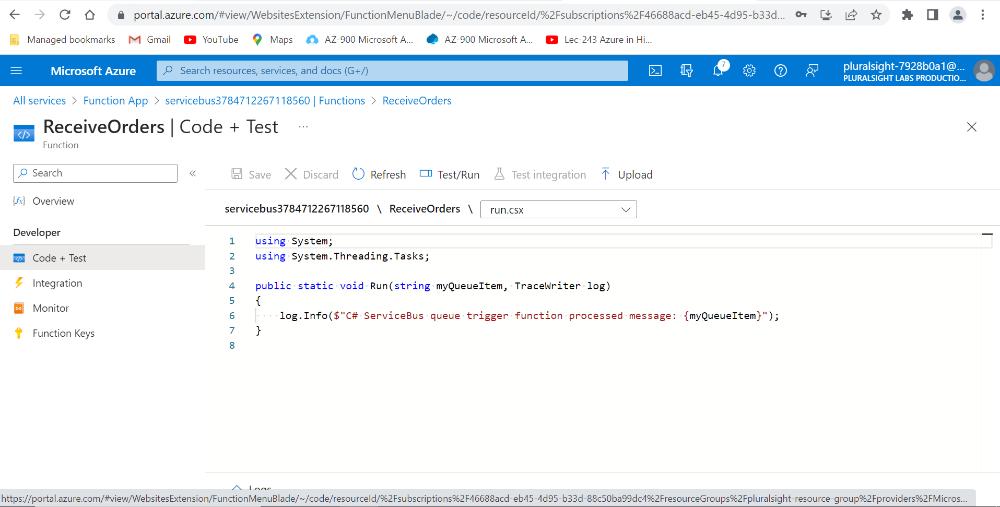 portal.azure.com/#view/WebsitesExtension/FunctionMenuBlade/~/code/resourceId/%2Fsubscriptions%2F46688acd-eb45-4d95-b33d...
Managed bookmarks Gmail YouTube Maps AZ-900 Microsoft A... AZ-900 Microsoft A... Lec-243 Azure in Hi...
Microsoft Azure Search resources, services, and docs (G+/) 7 pluralsight-7928b0a1@...
PLURALSIGHT LABS PRODUCTIO...
All services > Function App > servicebus3784712267118560 | Functions > ReceiveOrders
ReceiveOrders | Code + Test ...
Function
Search «
Save Discard Refresh Test/Run Test integration Upload
Overview
servicebus3784712267118560 \ ReceiveOrders \ run.csx
Developer
Code + Test
Integration
Monitor
Function Keys
1 using System;
2 using System.Threading.Tasks;
3
4 public static void Run(string myQueueItem, TraceWriter log)
5 {
6 log.Info($"C# ServiceBus queue trigger function processed message: {myQueueItem}");
7 }
8
Logs
https://portal.azure.com/#view/WebsitesExtension/FunctionMenuBlade/~/code/resourceId/%2Fsubscriptions%2F46688acd-eb45-4d95-b33d-88c50ba99dc4%2FresourceGroups%2Fpluralsight-resource-group%2Fproviders%2FMicros...